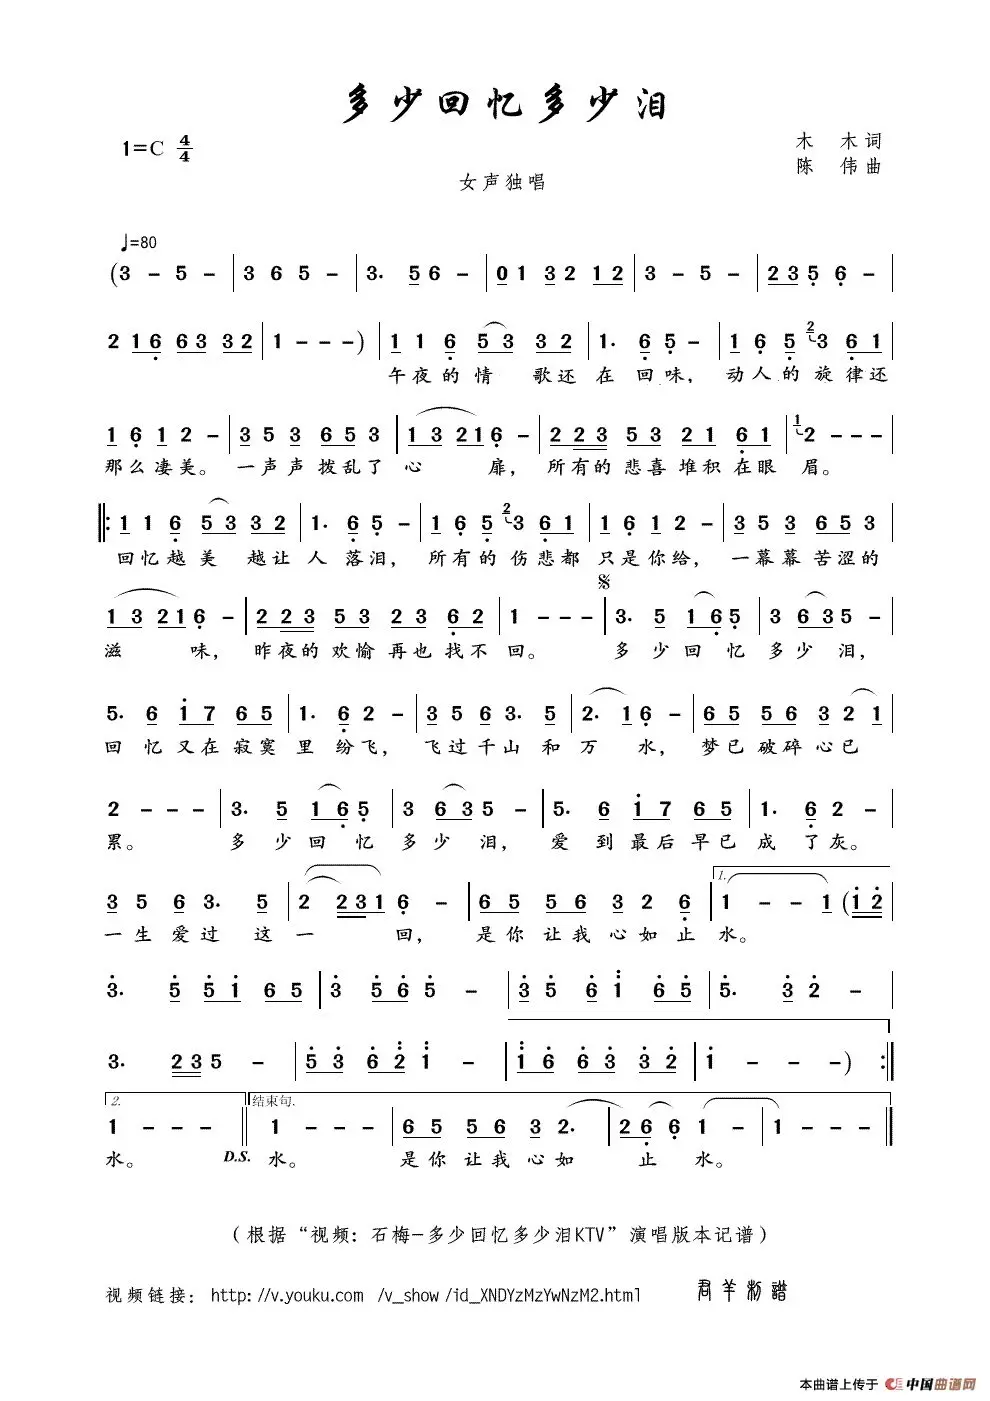 多少回忆多少泪
1=C 4/4
木 木词
陈 伟曲
女声独唱
♩=80
(3 - 5 - | 3 6 5 - | 3. 5 6 - | 0 1 3 2 1 2 | 3 - 5 - | 2 3 5 6 - |
2 1 6 6 3 3 2 | 1 - - - ) | 1 1 6 5 3 3 2 | 1. 6 5 - | 1 6 5 2 3 6 1 |
午夜的情 歌还在回味，动人的旋律还
1 6 1 2 - | 3 5 3 6 5 3 | 1 3 2 1 6 - | 2 2 3 5 3 2 1 6 1 | 1 2 - - - |
那么凄美。一声声拨乱了心 扉，所有的悲喜堆积在眼眉。
‖: 1 1 6 5 3 3 2 | 1. 6 5 - | 1 6 5 2 3 6 1 | 1 6 1 2 - | 3 5 3 6 5 3 |
回忆越美 越让人落泪，所有的伤悲都只是你给，一幕幕苦涩的
𝄋
1 3 2 1 6 - | 2 2 3 5 3 2 3 6 2 | 1 - - - | 3. 5 1 6 5 | 3 6 3 5 - |
滋 味，昨夜的欢愉再也找不回。 多少回忆多少泪，
5. 6 1 7 6 5 | 1. 6 2 - | 3 5 6 3. 5 | 2. 1 6 - | 6 5 5 6 3 2 1 |
回忆又在寂寞里纷飞，飞过千山和万 水，梦已破碎心已
2 - - - | 3. 5 1 6 5 | 3 6 3 5 - | 5. 6 1 7 6 5 | 1. 6 2 - |
累。 多少回忆多少泪，爱到最后早已成了灰。
3 5 6 3. 5 | 2 2 3 1 6 - | 6 5 5 6 3 2 6 | 1. 1 - - 1 (1 2 |
一生爱过这一 回，是你让我心如止水。
3. 5 5 1 6 5 | 3 5 6 5 - | 3 5 6 1 6 5 | 5. 3 2 - |
3. 2 3 5 - | 5 3 6 2 1 - | 1 6 6 3 3 2 | 1 - - - ) :‖
2. 结束句.
1 - - - ‖ 1 - - - | 6 5 5 6 3 2. | 2 6 6 1 - | 1 - - - ‖
水。 D.S. 水。 是你让我心如 止 水。
（根据“视频：石梅-多少回忆多少泪KTV”演唱版本记谱）
视频链接：http://v.youku.com /v_show /id_XNDYzMzYwNzM2.html 君羊制谱
本曲谱上传于 中国曲谱网